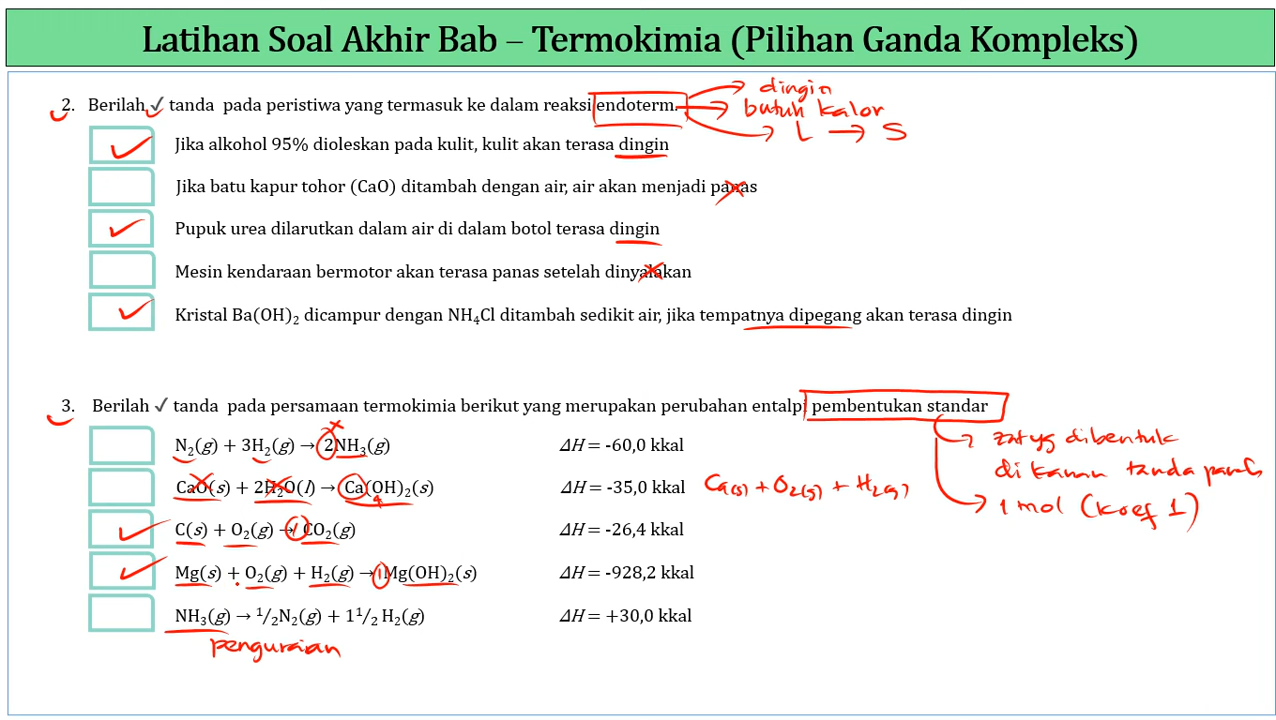 Latihan Soal Akhir Bab – Termokimia (Pilihan Ganda Kompleks)
2. Berilah ✓ tanda pada peristiwa yang termasuk ke dalam reaksi endoterm.
dingin
butuh kalor
L → S
Jika alkohol 95% dioleskan pada kulit, kulit akan terasa dingin
Jika batu kapur tohor (CaO) ditambah dengan air, air akan menjadi panas
Pupuk urea dilarutkan dalam air di dalam botol terasa dingin
Mesin kendaraan bermotor akan terasa panas setelah dinyalakan
Kristal Ba(OH)₂ dicampur dengan NH₄Cl ditambah sedikit air, jika tempatnya dipegang akan terasa dingin
3. Berilah ✓ tanda pada persamaan termokimia berikut yang merupakan perubahan entalpi pembentukan standar
N₂(g) + 3H₂(g) → 2NH₃(g) ΔH = -60,0 kkal
zat yg dibentuk
di kanan tanda panah
CaO(s) + 2H₂O(l) → Ca(OH)₂(s) ΔH = -35,0 kkal Ca(s) + O₂(g) + H₂(g)
1 mol (koef 1)
C(s) + O₂(g) → 1 CO₂(g) ΔH = -26,4 kkal
Mg(s) + O₂(g) + H₂(g) → 1 Mg(OH)₂(s) ΔH = -928,2 kkal
NH₃(g) → ¹/₂N₂(g) + 1¹/₂ H₂(g) ΔH = +30,0 kkal
penguraian